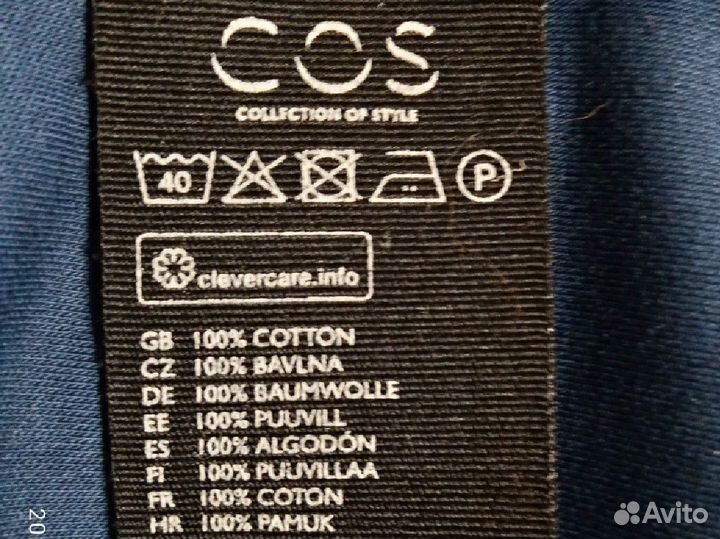 COS
COLLECTION OF STYLE
40 P
clevercare.info
GB 100% COTTON
CZ 100% BAVLNA
DE 100% BAUMWOLLE
EE 100% PUUVILL
ES 100% ALGODÓN
FI 100% PUUVILLAA
FR 100% COTON
HR 100% PAMUK
20
Avito